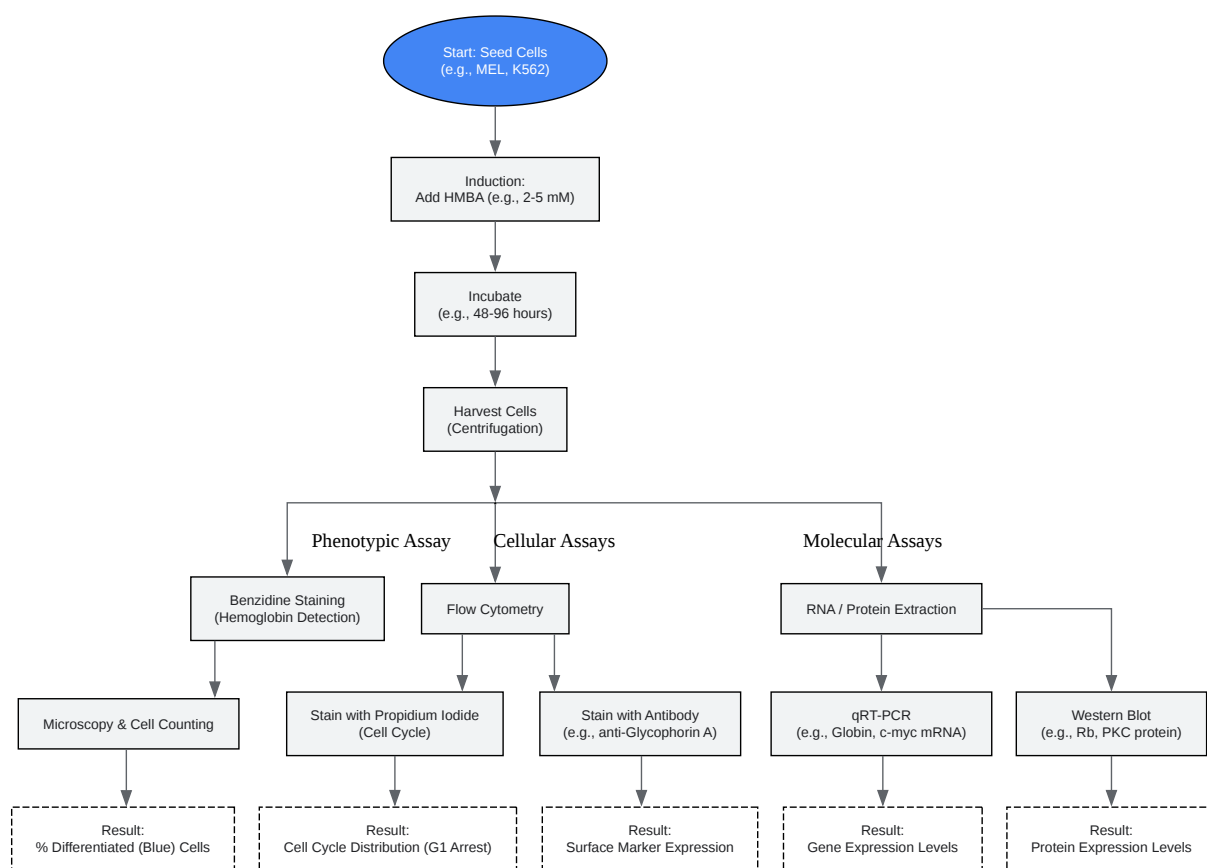 Start: Seed Cells
(e.g., MEL, K562)
Induction:
Add HMBA (e.g., 2-5 mM)
Incubate
(e.g., 48-96 hours)
Harvest Cells
(Centrifugation)
Phenotypic Assay
Cellular Assays
Molecular Assays
Benzidine Staining
(Hemoglobin Detection)
Flow Cytometry
RNA / Protein Extraction
Microscopy & Cell Counting
Stain with Propidium Iodide
(Cell Cycle)
Stain with Antibody
(e.g., anti-Glycophorin A)
qRT-PCR
(e.g., Globin, c-myc mRNA)
Western Blot
(e.g., Rb, PKC protein)
Result:
% Differentiated (Blue) Cells
Result:
Cell Cycle Distribution (G1 Arrest)
Result:
Surface Marker Expression
Result:
Gene Expression Levels
Result:
Protein Expression Levels